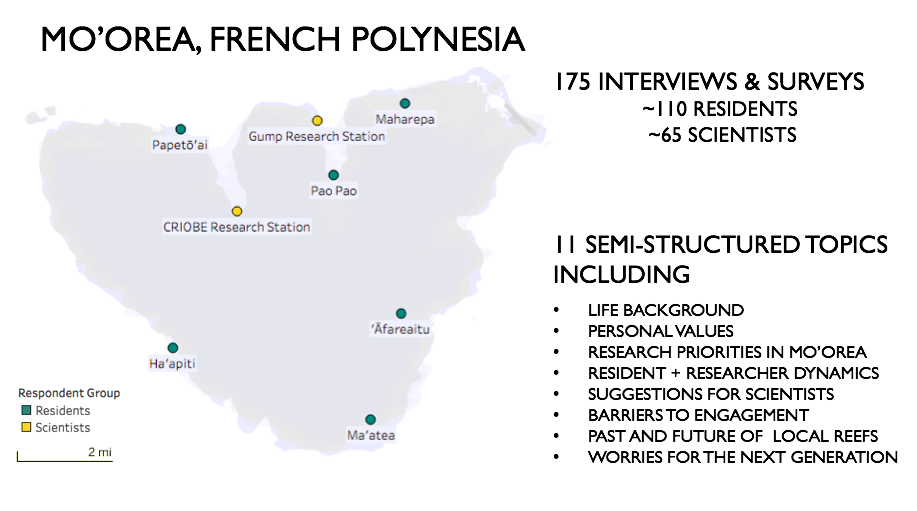 MO'OREA, FRENCH POLYNESIA
175 INTERVIEWS & SURVEYS
~110 RESIDENTS
~65 SCIENTISTS
Maharepa
Gump Research Station
Papetō'ai
Pao Pao
CRIOBE Research Station
'Āfareaitu
Ha'apiti
Ma'atea
Respondent Group
Residents
Scientists
2 mi
11 SEMI-STRUCTURED TOPICS
INCLUDING
• LIFE BACKGROUND
• PERSONAL VALUES
• RESEARCH PRIORITIES IN MO'OREA
• RESIDENT + RESEARCHER DYNAMICS
• SUGGESTIONS FOR SCIENTISTS
• BARRIERS TO ENGAGEMENT
• PAST AND FUTURE OF LOCAL REEFS
• WORRIES FOR THE NEXT GENERATION